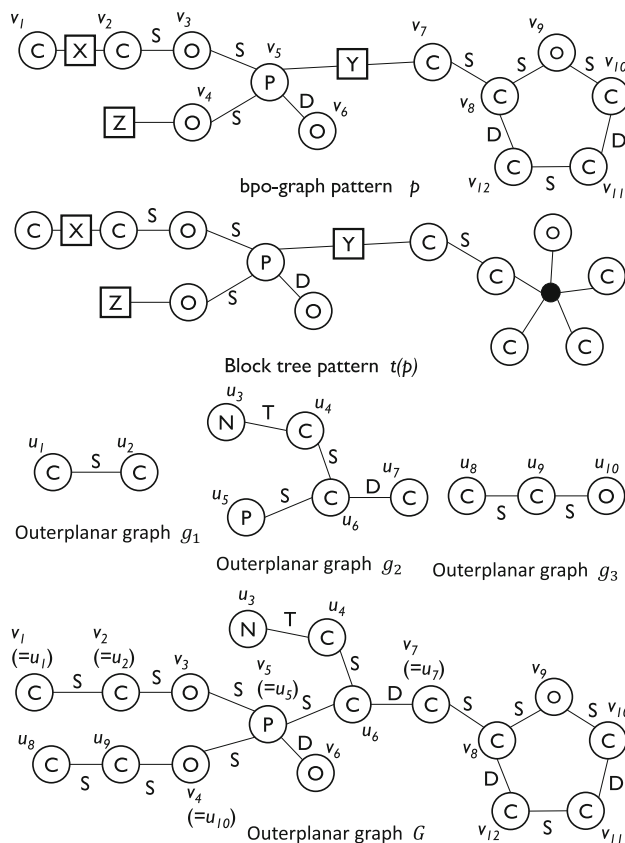 v1 v2 v3 v5 v7 v9
C X C S O S P Y C S S O S v10
Z O v4 S D O v6 v8 C C
D D
v12 C S C v11
bpo-graph pattern p
C X C S O S P Y C S C O
Z O S D O C C C
Block tree pattern t(p)
u3 N T C u4
u1 u2 S u7 u8 u9 u10
C S C u5 P S C D C C S C S O
u6
Outerplanar graph g1
Outerplanar graph g2
Outerplanar graph g3
u3 N T C u4
v1 v2 v3 v5 v7 v9
(=u1) (=u2) (=u5) S (=u7) O
C S C S O S P S C D C S S S v10
u8 u9 u6 v8 C C
C S C S O S D O v6 D D
v4
(=u10) v12 C S C v11
Outerplanar graph G